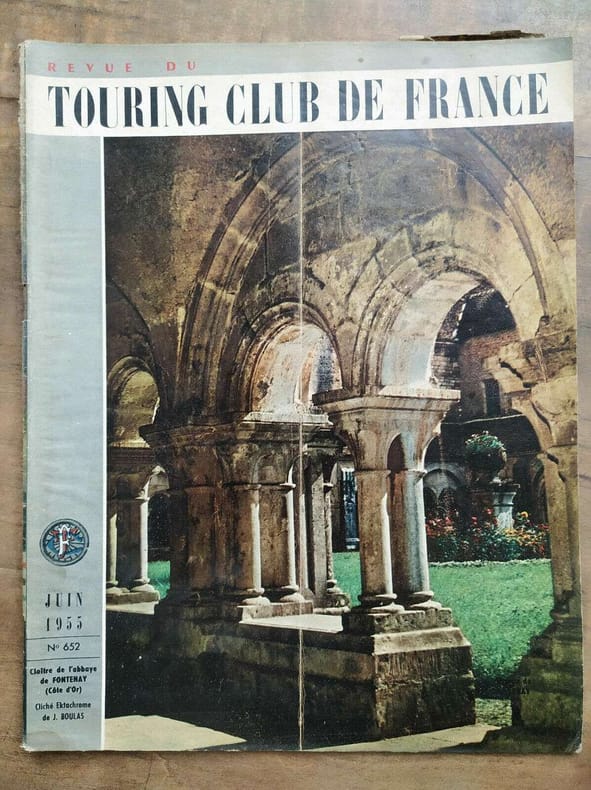 REVUE DU
TOURING CLUB DE FRANCE
JUIN
1955
Nº 652
Cloître de l'abbaye
de FONTENAY
(Côte d'Or)
Cliché Ektachrome
de J. BOULAS